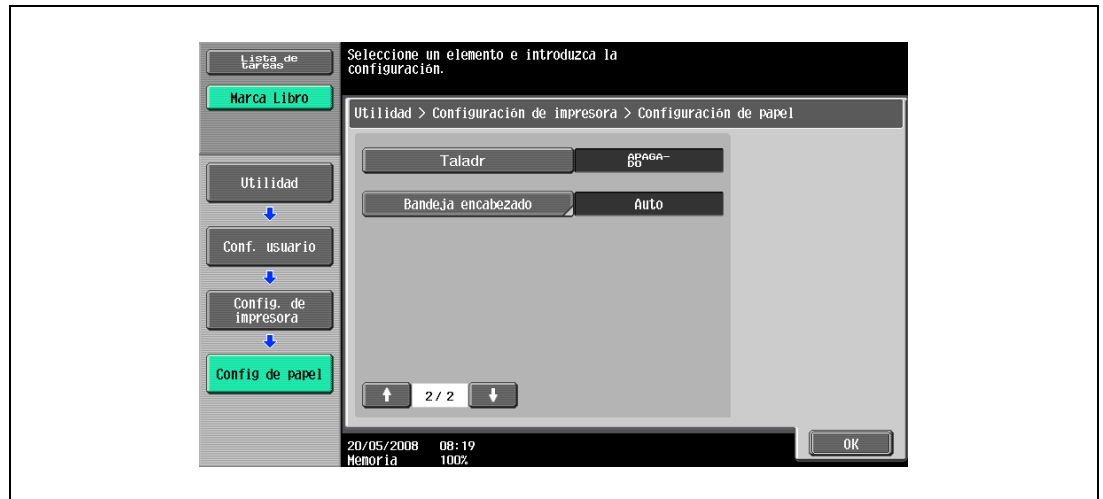 Lista de
tareas
Seleccione un elemento e introduzca la
configuración.
Marca Libro
Utilidad > Configuración de impresora > Configuración de papel
Taladr
APAGA-
DO
Utilidad
Bandeja encabezado
Auto
Conf. usuario
Config. de
impresora
Config de papel
2/ 2
OK
20/05/2008 08:19
Memoria 100%